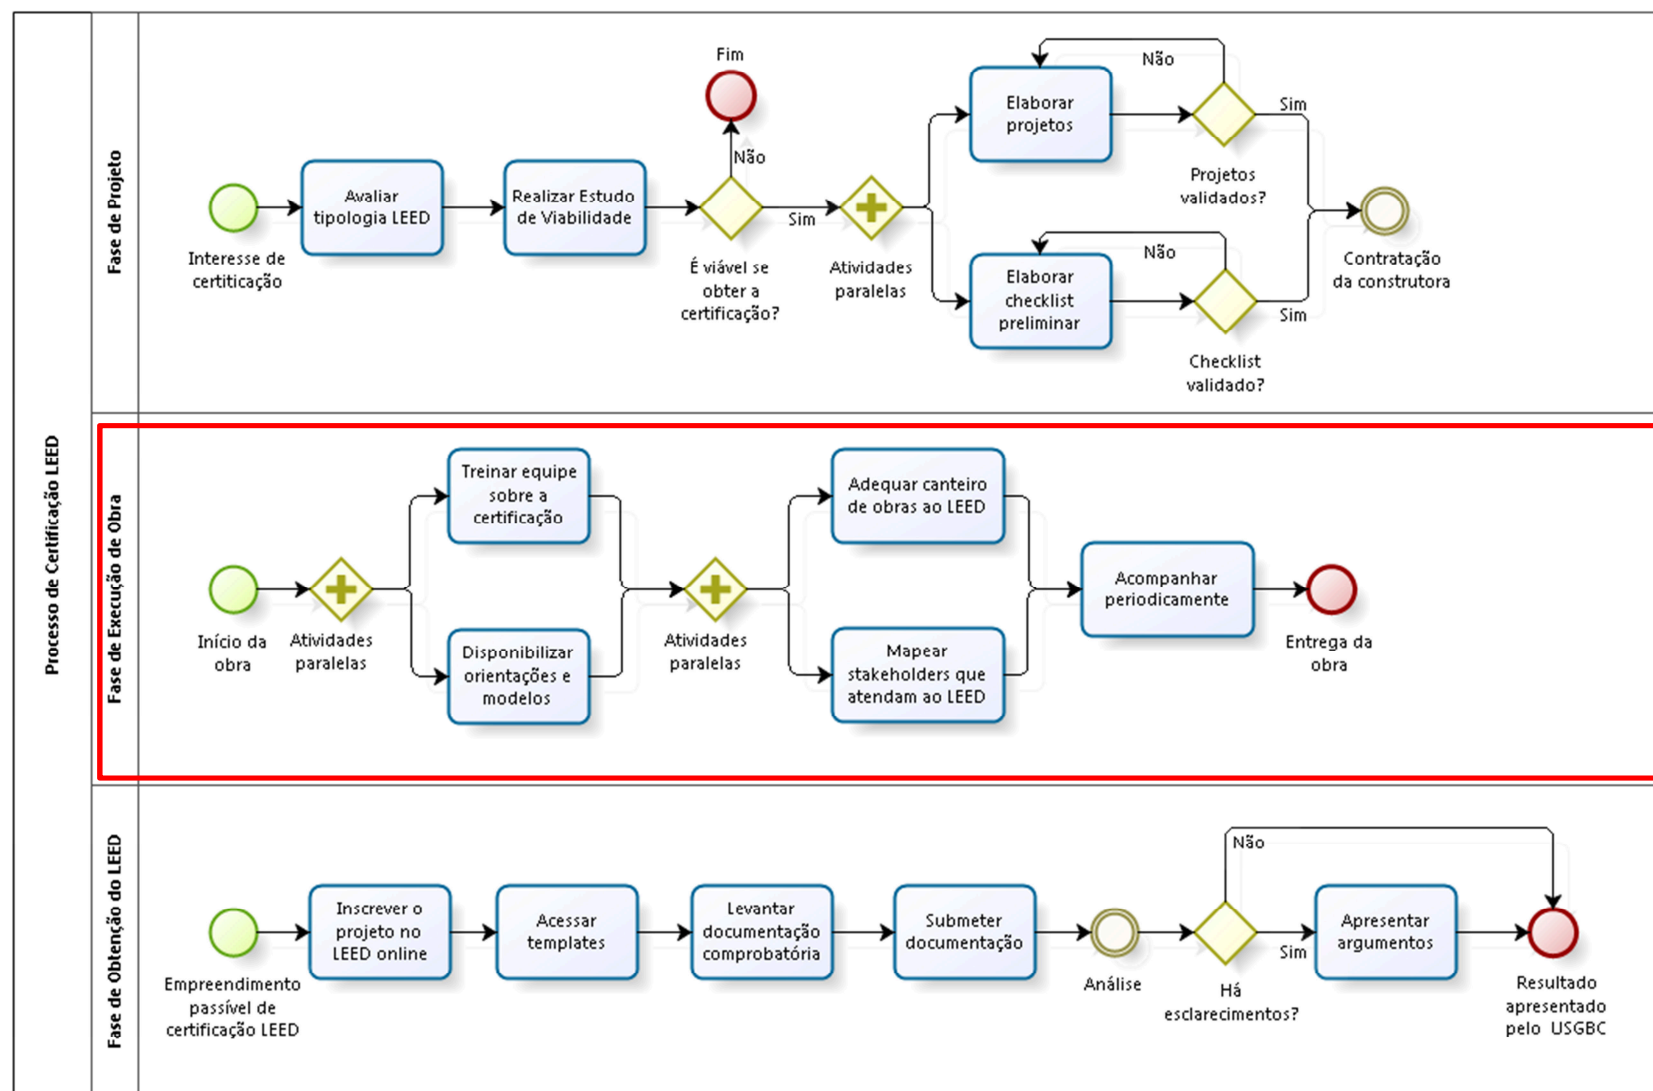 Processo de Certificação LEED
Fase de Projeto
Interesse de
certiticação
Avaliar
tipologia LEED
Realizar Estudo
de Viabilidade
Fim
Não
É viável se
obter a
certificação?
Sim
Atividades
paralelas
Elaborar
projetos
Não
Projetos
validados?
Sim
Elaborar
checklist
preliminar
Não
Checklist
validado?
Sim
Contratação
da construtora
Fase de Execução de Obra
Início da
obra
Atividades
paralelas
Treinar equipe
sobre a
certificação
Disponibilizar
orientações e
modelos
Atividades
paralelas
Adequar canteiro
de obras ao LEED
Mapear
stakeholders que
atendam ao LEED
Acompanhar
periodicamente
Entrega da
obra
Fase de Obtenção do LEED
Empreendimento
passível de
certificação LEED
Inscrever o
projeto no
LEED online
Acessar
templates
Levantar
documentação
comprobatória
Submeter
documentação
Análise
Há
esclarecimentos?
Não
Sim
Apresentar
argumentos
Resultado
apresentado
pelo USGBC